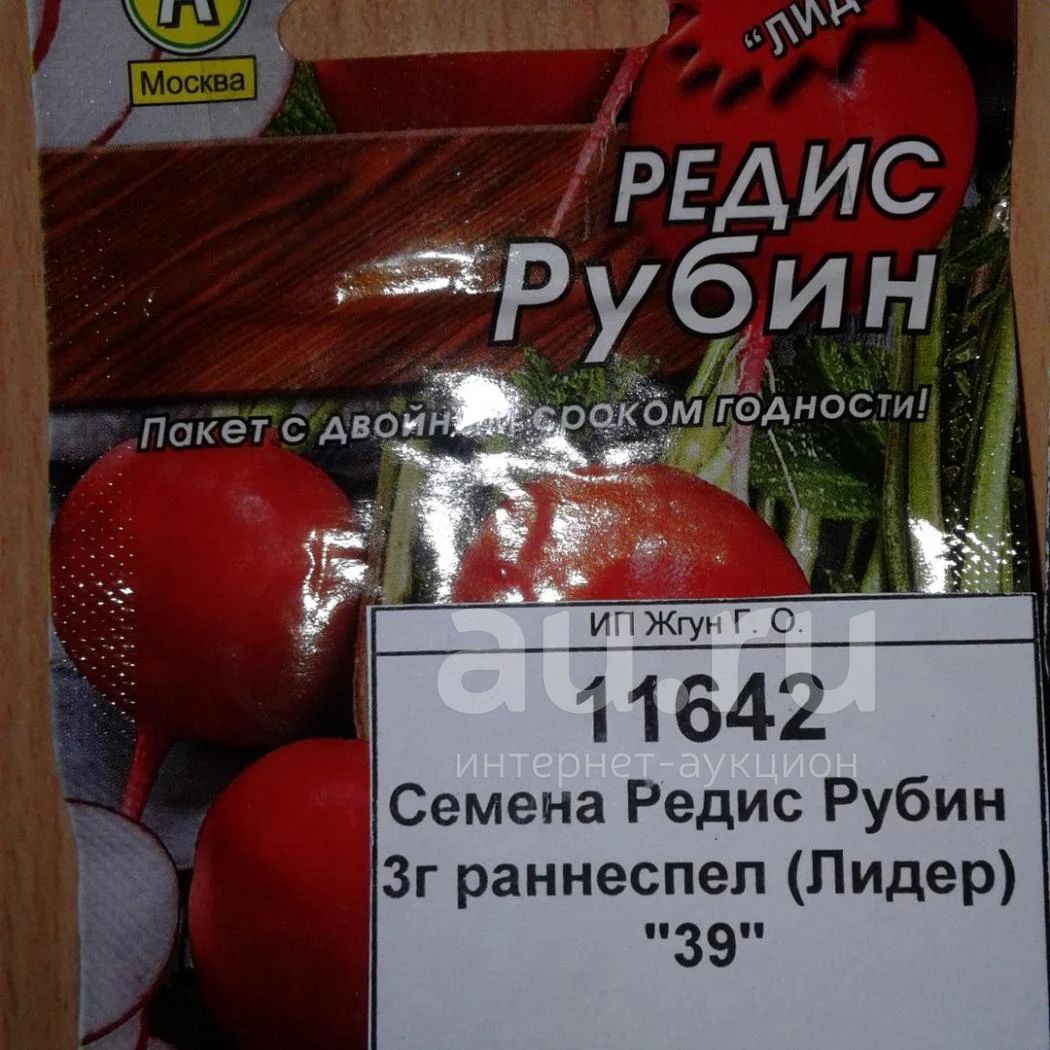 А
Москва
"ЛИД
РЕДИС
Рубин
Пакет с двойным сроком годности!
ИП Жгун Г. О.
au.ru
11642
интернет-аукцион
Семена Редис Рубин
3г раннеспел (Лидер)
"39"